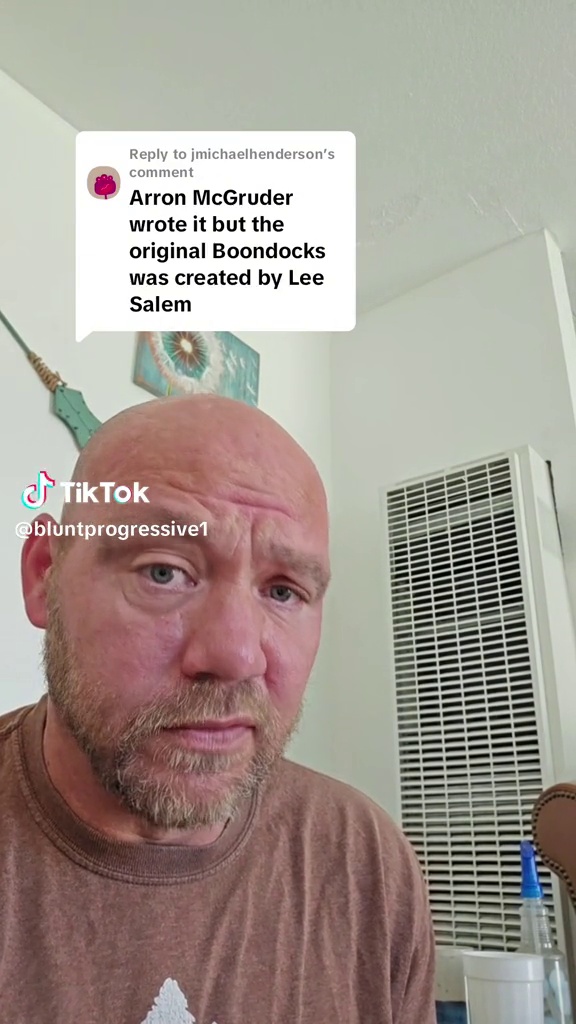 Reply to jmichaelhenderson's
comment
Arron McGruder
wrote it but the
original Boondocks
was created by Lee
Salem
TikTok
@bluntprogressive1